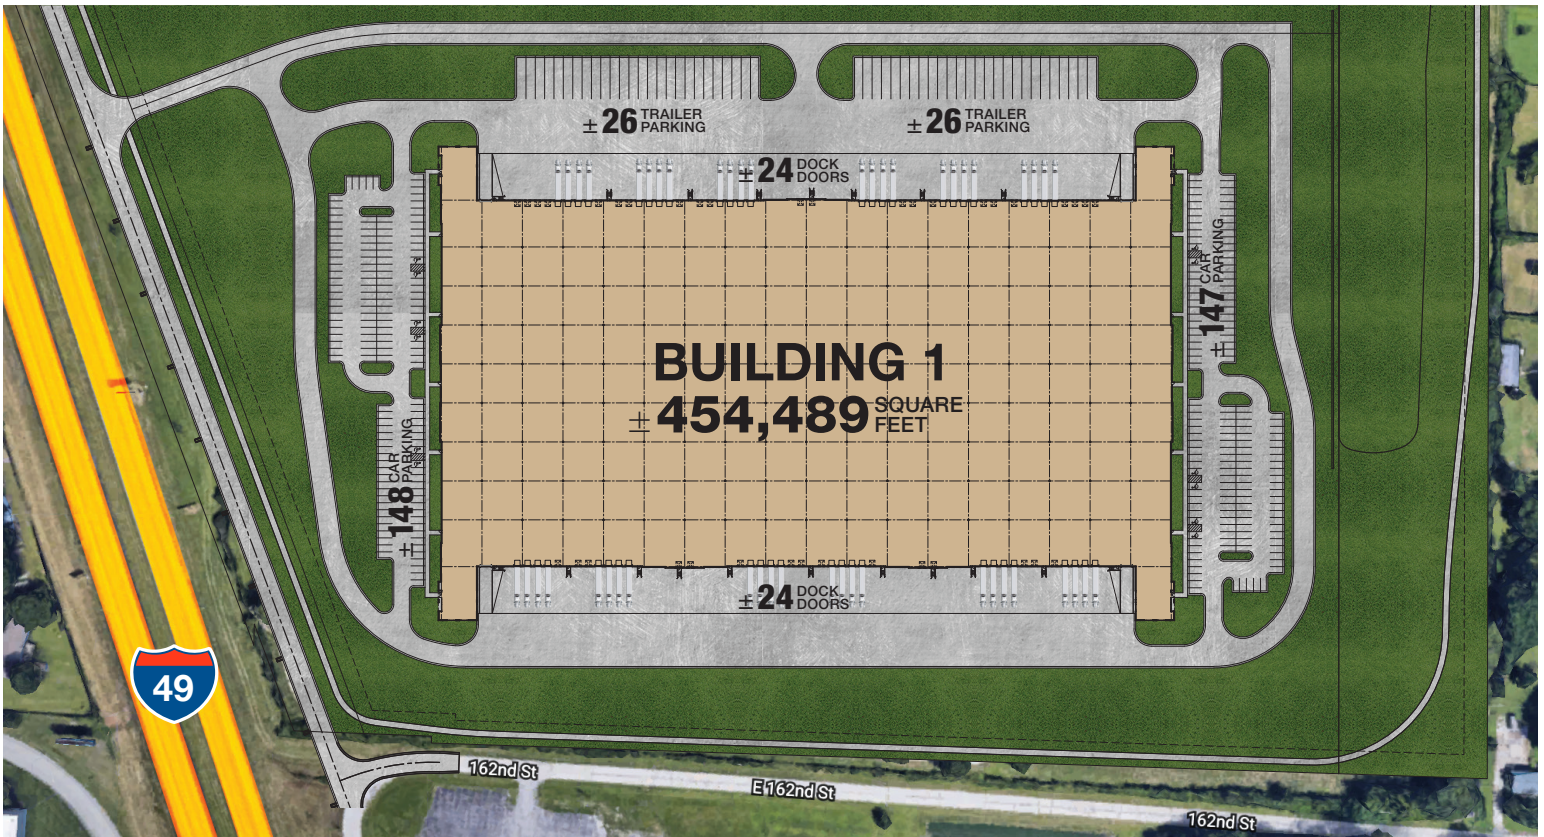 ± 26 TRAILER PARKING
± 26 TRAILER PARKING
± 24 DOCK DOORS
± 147 CAR PARKING
BUILDING 1
± 454,489 SQUARE FEET
± 148 CAR PARKING
± 24 DOCK DOORS
49
162nd St
E 162nd St
162nd St